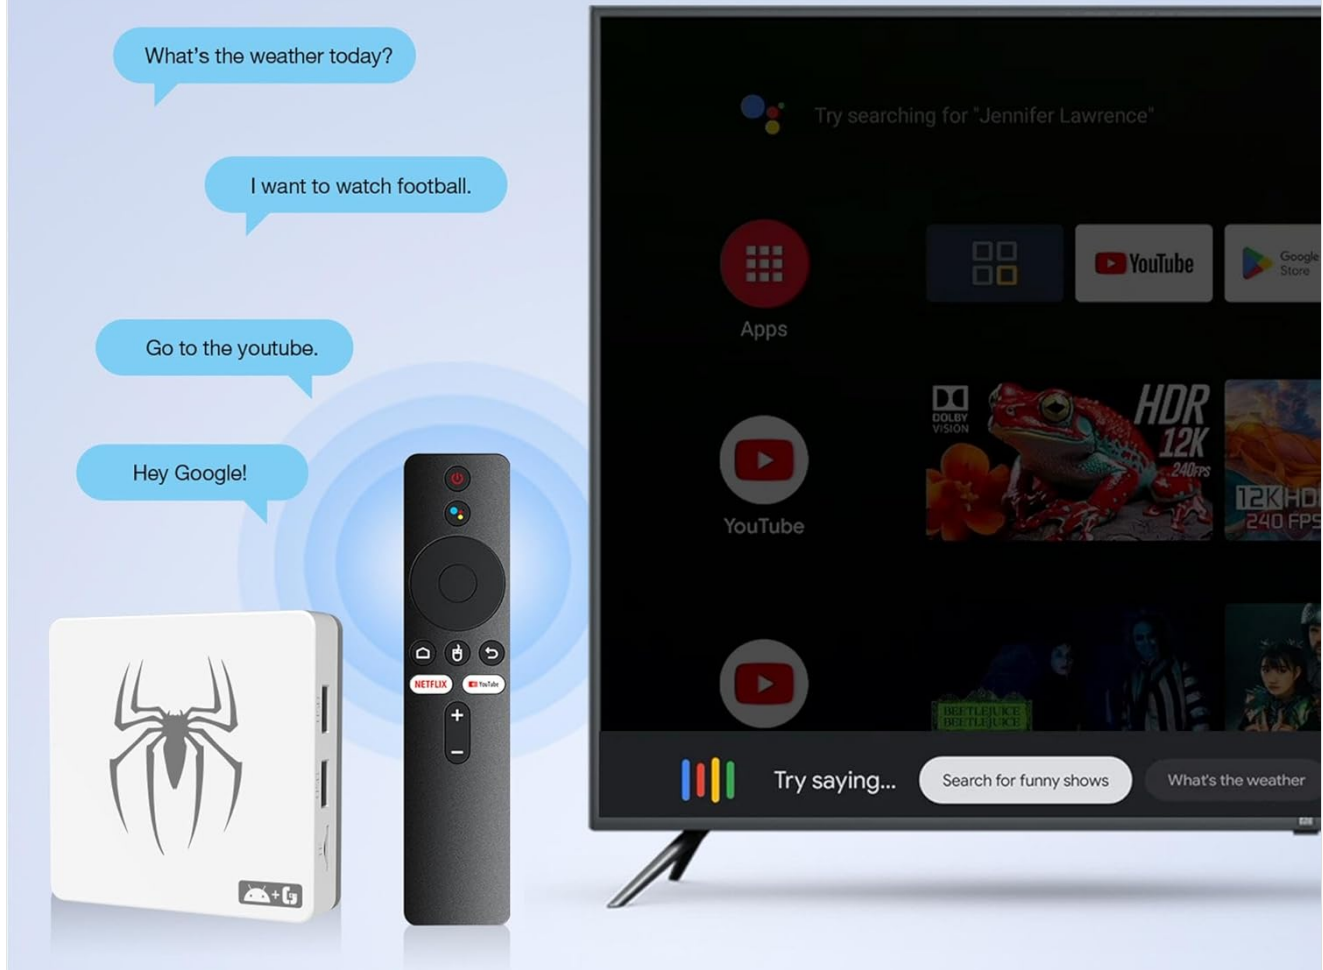 What's the weather today?
I want to watch football.
Go to the youtube.
Hey Google!
NETFLIX
YouTube
Try searching for "Jennifer Lawrence"
Apps
YouTube
Google
Store
DOLBY
VISION
HDR
12K
240FPS
12K HD
240 FPS
YouTube
BEETLEJUICE
BEETLEJUICE
Try saying...
Search for funny shows
What's the weather